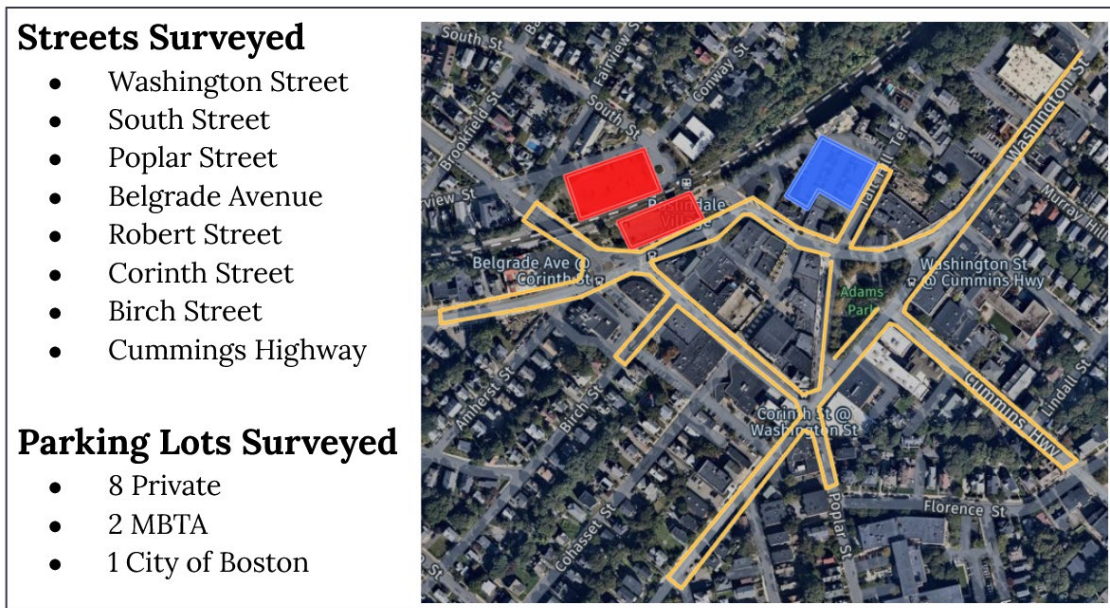 Streets Surveyed
Washington Street
South Street
Poplar Street
Belgrade Avenue
Robert Street
Corinth Street
Birch Street
Cummings Highway
Parking Lots Surveyed
8 Private
2 MBTA
1 City of Boston
South St
Fairview St
Conway St
South St
Brookfield St
Washington St
Murray Hill
Village
Belgrade Ave @
Corinth St
Washington St
@ Cummins Hwy
Adams
Park
Lindall St
Amherst St
Birch St
Corinth St @
Washington St
Cummins Hwy
Poplar St
Florence St
Cohasset St
St